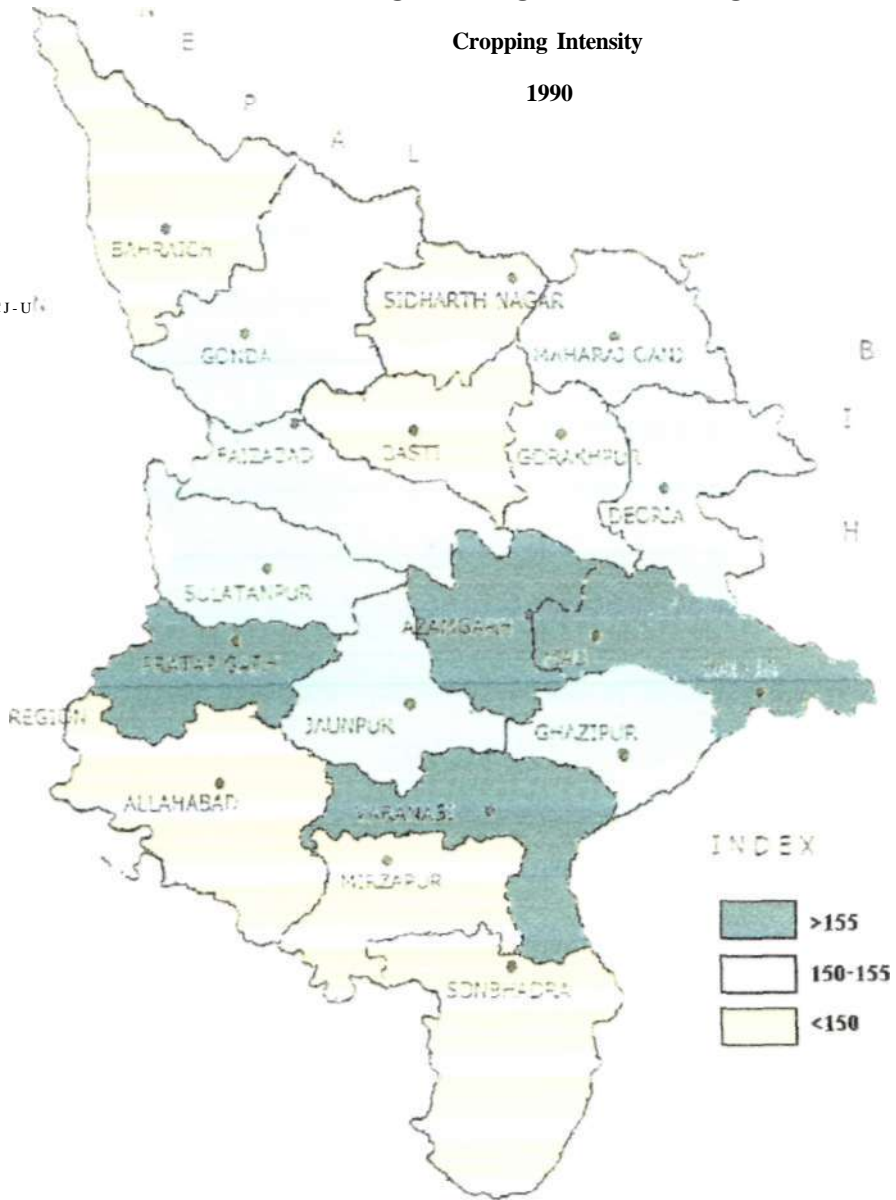 Cropping Intensity
1990
E
P
A
L
BAHRAICH
SIDHARTH NAGAR
GONDA
MAHARAJ GANJ
B
I
H
FAIZABAD
BASTI
GORAKHPUR
DEORIA
SULATANPUR
AZAMGARH
PRATAP GARH
REGION
JAUNPUR
GHAZIPUR
ALLAHABAD
VARANASI
MIRZAPUR
SONBHADRA
INDEX
>155
150-155
<150